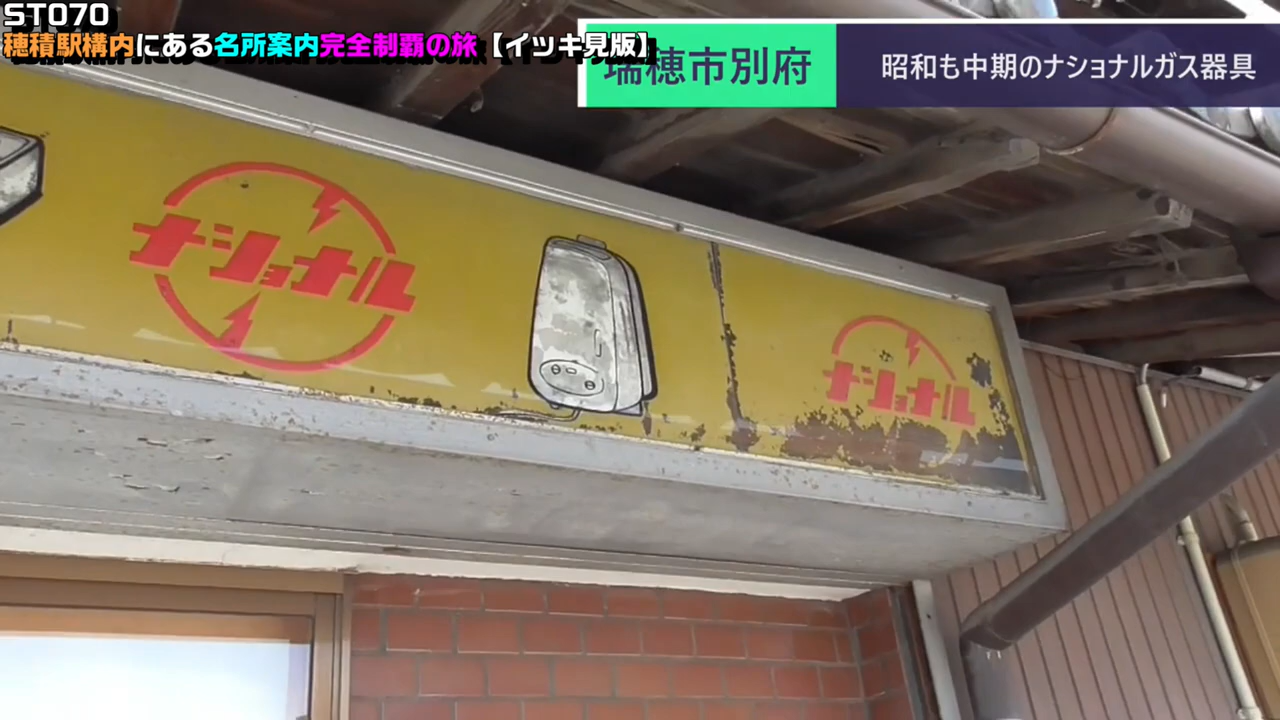 ST070
穂積駅構内にある名所案内完全制覇の旅【イッキ見版】
瑞穂市別府
昭和も中期のナショナルガス器具
ナショナル
ナショナル